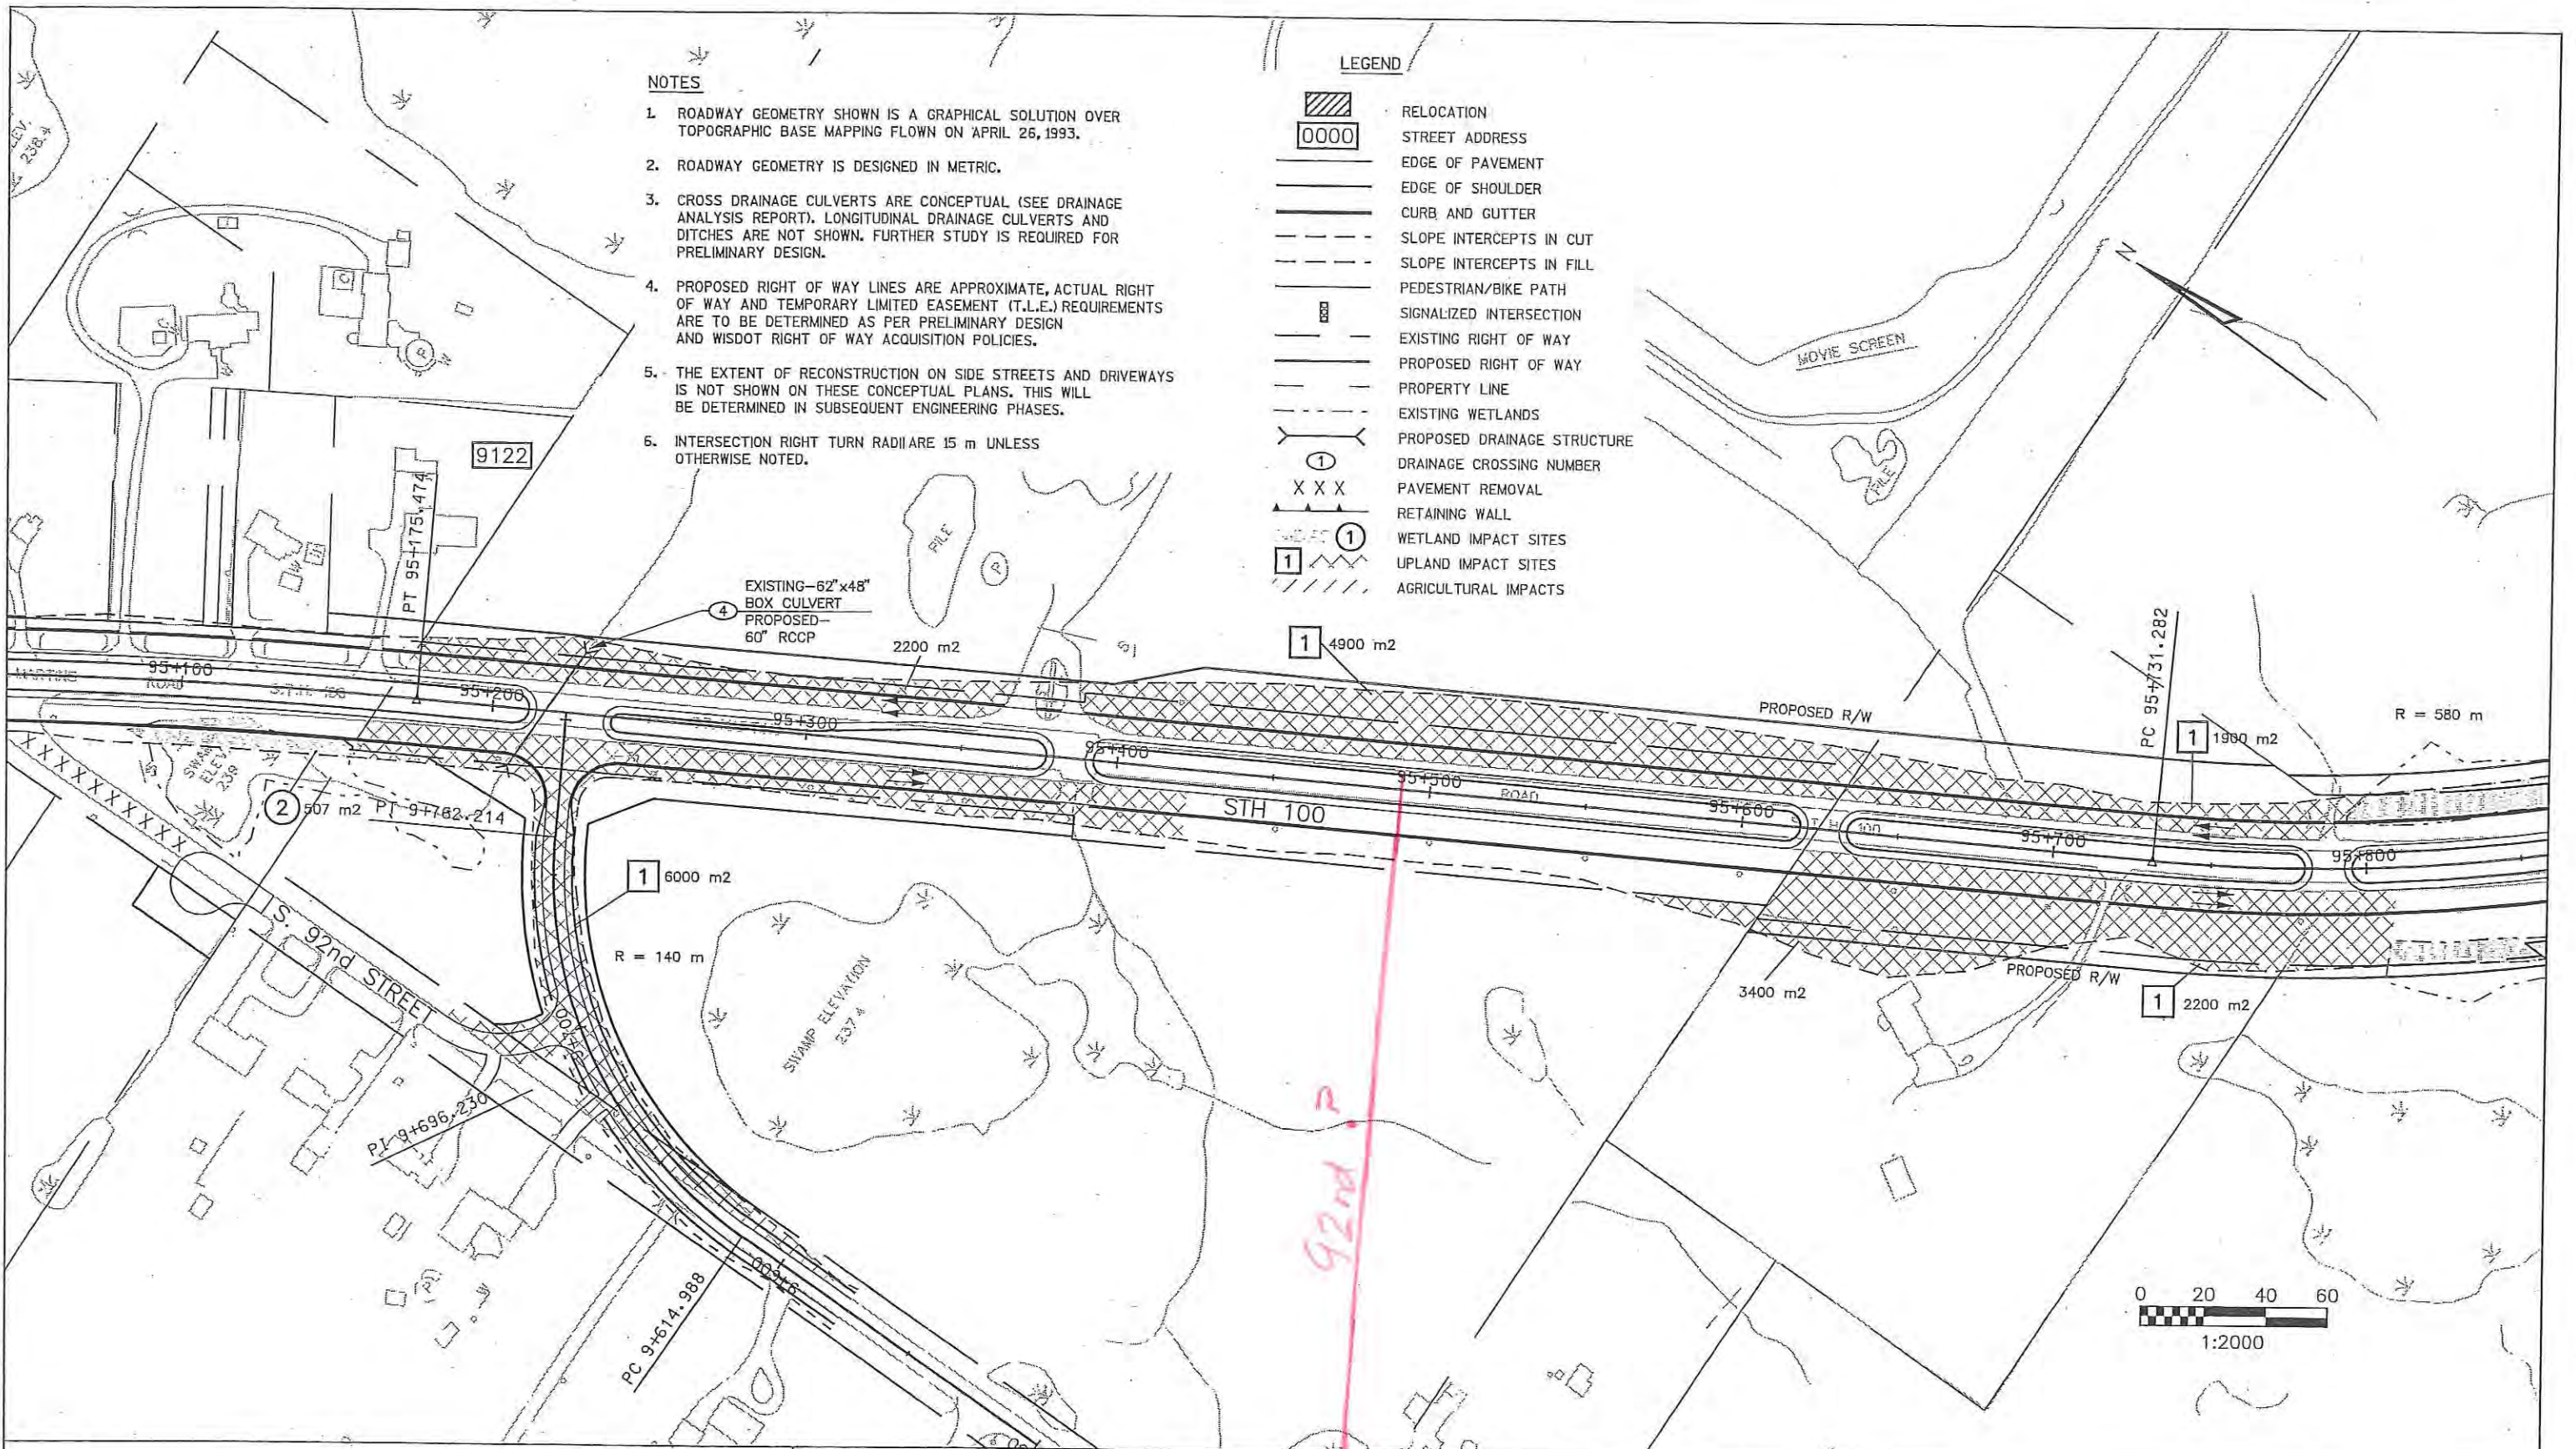 NOTES
1. ROADWAY GEOMETRY SHOWN IS A GRAPHICAL SOLUTION OVER
TOPOGRAPHIC BASE MAPPING FLOWN ON APRIL 26, 1993.
2. ROADWAY GEOMETRY IS DESIGNED IN METRIC.
3. CROSS DRAINAGE CULVERTS ARE CONCEPTUAL (SEE DRAINAGE
ANALYSIS REPORT). LONGITUDINAL DRAINAGE CULVERTS AND
DITCHES ARE NOT SHOWN. FURTHER STUDY IS REQUIRED FOR
PRELIMINARY DESIGN.
4. PROPOSED RIGHT OF WAY LINES ARE APPROXIMATE, ACTUAL RIGHT
OF WAY AND TEMPORARY LIMITED EASEMENT (T.L.E.) REQUIREMENTS
ARE TO BE DETERMINED AS PER PRELIMINARY DESIGN
AND WISDOT RIGHT OF WAY ACQUISITION POLICIES.
5. THE EXTENT OF RECONSTRUCTION ON SIDE STREETS AND DRIVEWAYS
IS NOT SHOWN ON THESE CONCEPTUAL PLANS. THIS WILL
BE DETERMINED IN SUBSEQUENT ENGINEERING PHASES.
6. INTERSECTION RIGHT TURN RADII ARE 15 m UNLESS
OTHERWISE NOTED.
LEGEND
RELOCATION
0000 STREET ADDRESS
EDGE OF PAVEMENT
EDGE OF SHOULDER
CURB AND GUTTER
SLOPE INTERCEPTS IN CUT
SLOPE INTERCEPTS IN FILL
PEDESTRIAN/BIKE PATH
SIGNALIZED INTERSECTION
EXISTING RIGHT OF WAY
PROPOSED RIGHT OF WAY
PROPERTY LINE
EXISTING WETLANDS
PROPOSED DRAINAGE STRUCTURE
1 DRAINAGE CROSSING NUMBER
X X X PAVEMENT REMOVAL
RETAINING WALL
1 WETLAND IMPACT SITES
1 UPLAND IMPACT SITES
AGRICULTURAL IMPACTS
N
MOVIE SCREEN
PILE
238.4
C
P
W
9122
PT 95+175.474
PILE
P
EXISTING-62"x48"
4 BOX CULVERT
PROPOSED-
60" RCCP
2200 m2
1 4900 m2
PROPOSED R/W
PC 95+731.282
1 1900 m2
R = 580 m
ROAD
S.T.H. 100
95+100
95+200
95+300
95+400
95+500
ROAD
95+600
95+700
95+800
STH 100
2 507 m2
PT 9+762.214
1 6000 m2
R = 140 m
S. 92nd STREET
SWAMP ELEVATION
237.4
PI 9+696.230
9+700
PC 9+614.988
9+600
3400 m2
PROPOSED R/W
1 2200 m2
92nd ?
0 20 40 60
1:2000